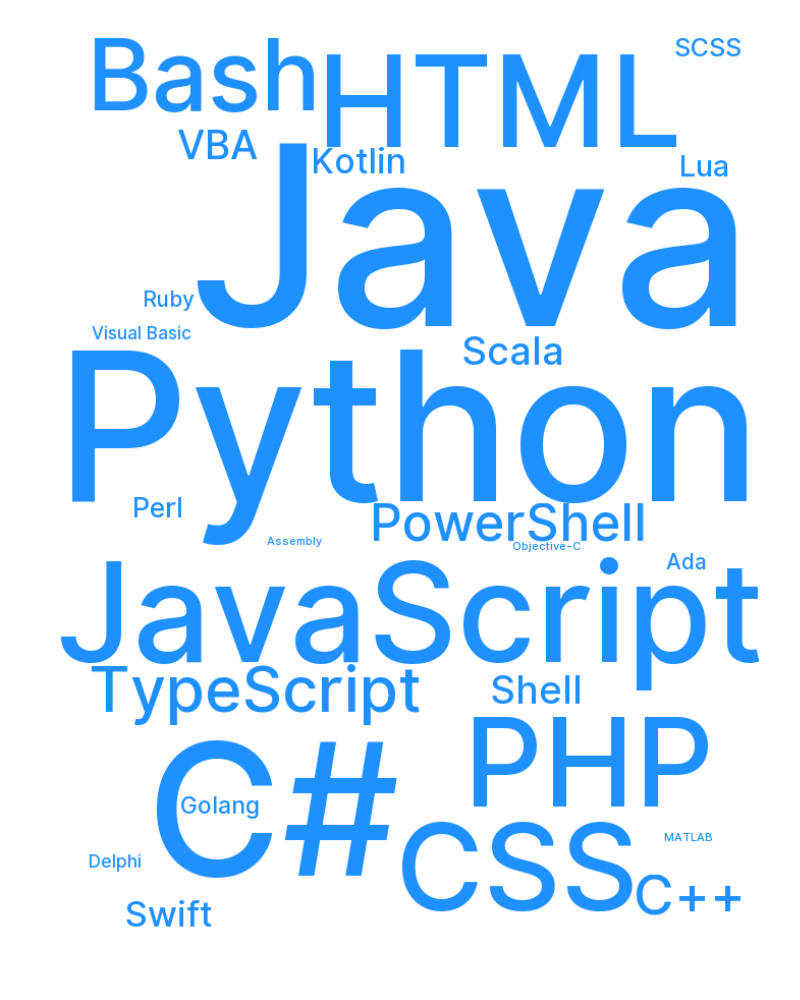 Bash
HTML
SCSS
VBA
Kotlin
Lua
Java
Ruby
Visual Basic
Scala
Python
Perl
PowerShell
Assembly
Objective-C
Ada
JavaScript
TypeScript
Shell
PHP
C#
Golang
MATLAB
CSS
Delphi
C++
Swift